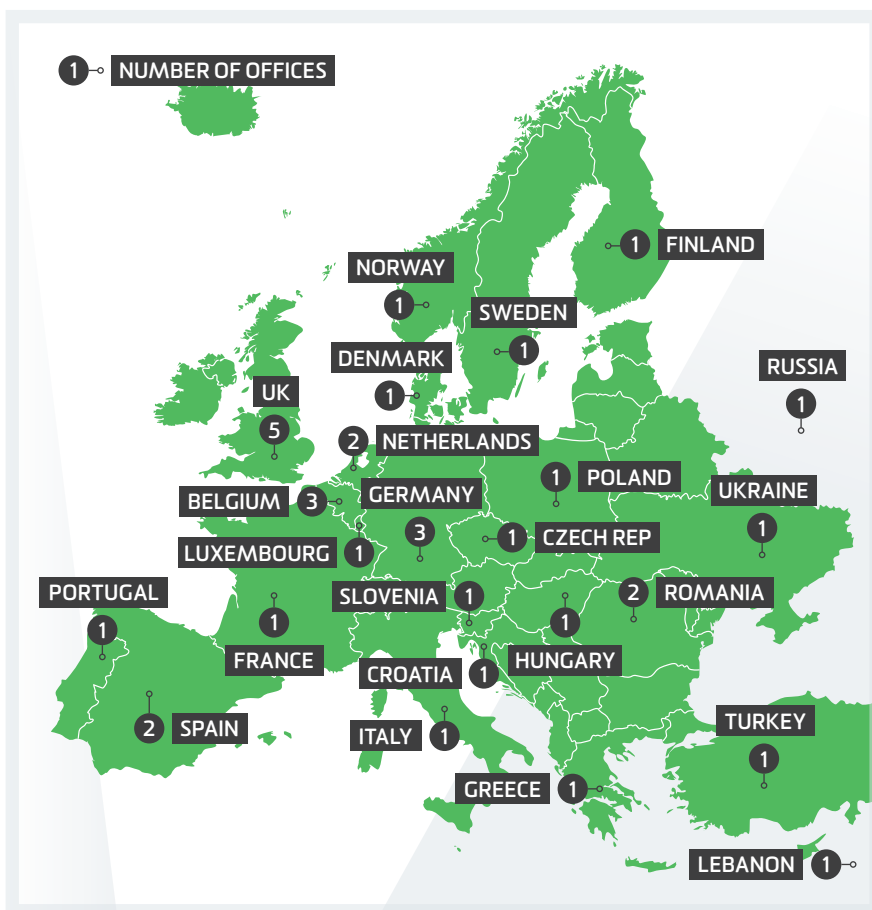 1 NUMBER OF OFFICES
1 FINLAND
NORWAY
1
SWEDEN
1
DENMARK
1
RUSSIA
1
UK
5
2 NETHERLANDS
BELGIUM 3
GERMANY
3
1
POLAND
UKRAINE
1
LUXEMBOURG
1
1 CZECH REP
PORTUGAL
1
SLOVENIA
1
2 ROMANIA
1
FRANCE
1
HUNGARY
CROATIA
1
2 SPAIN
ITALY 1
TURKEY
1
GREECE 1
LEBANON 1